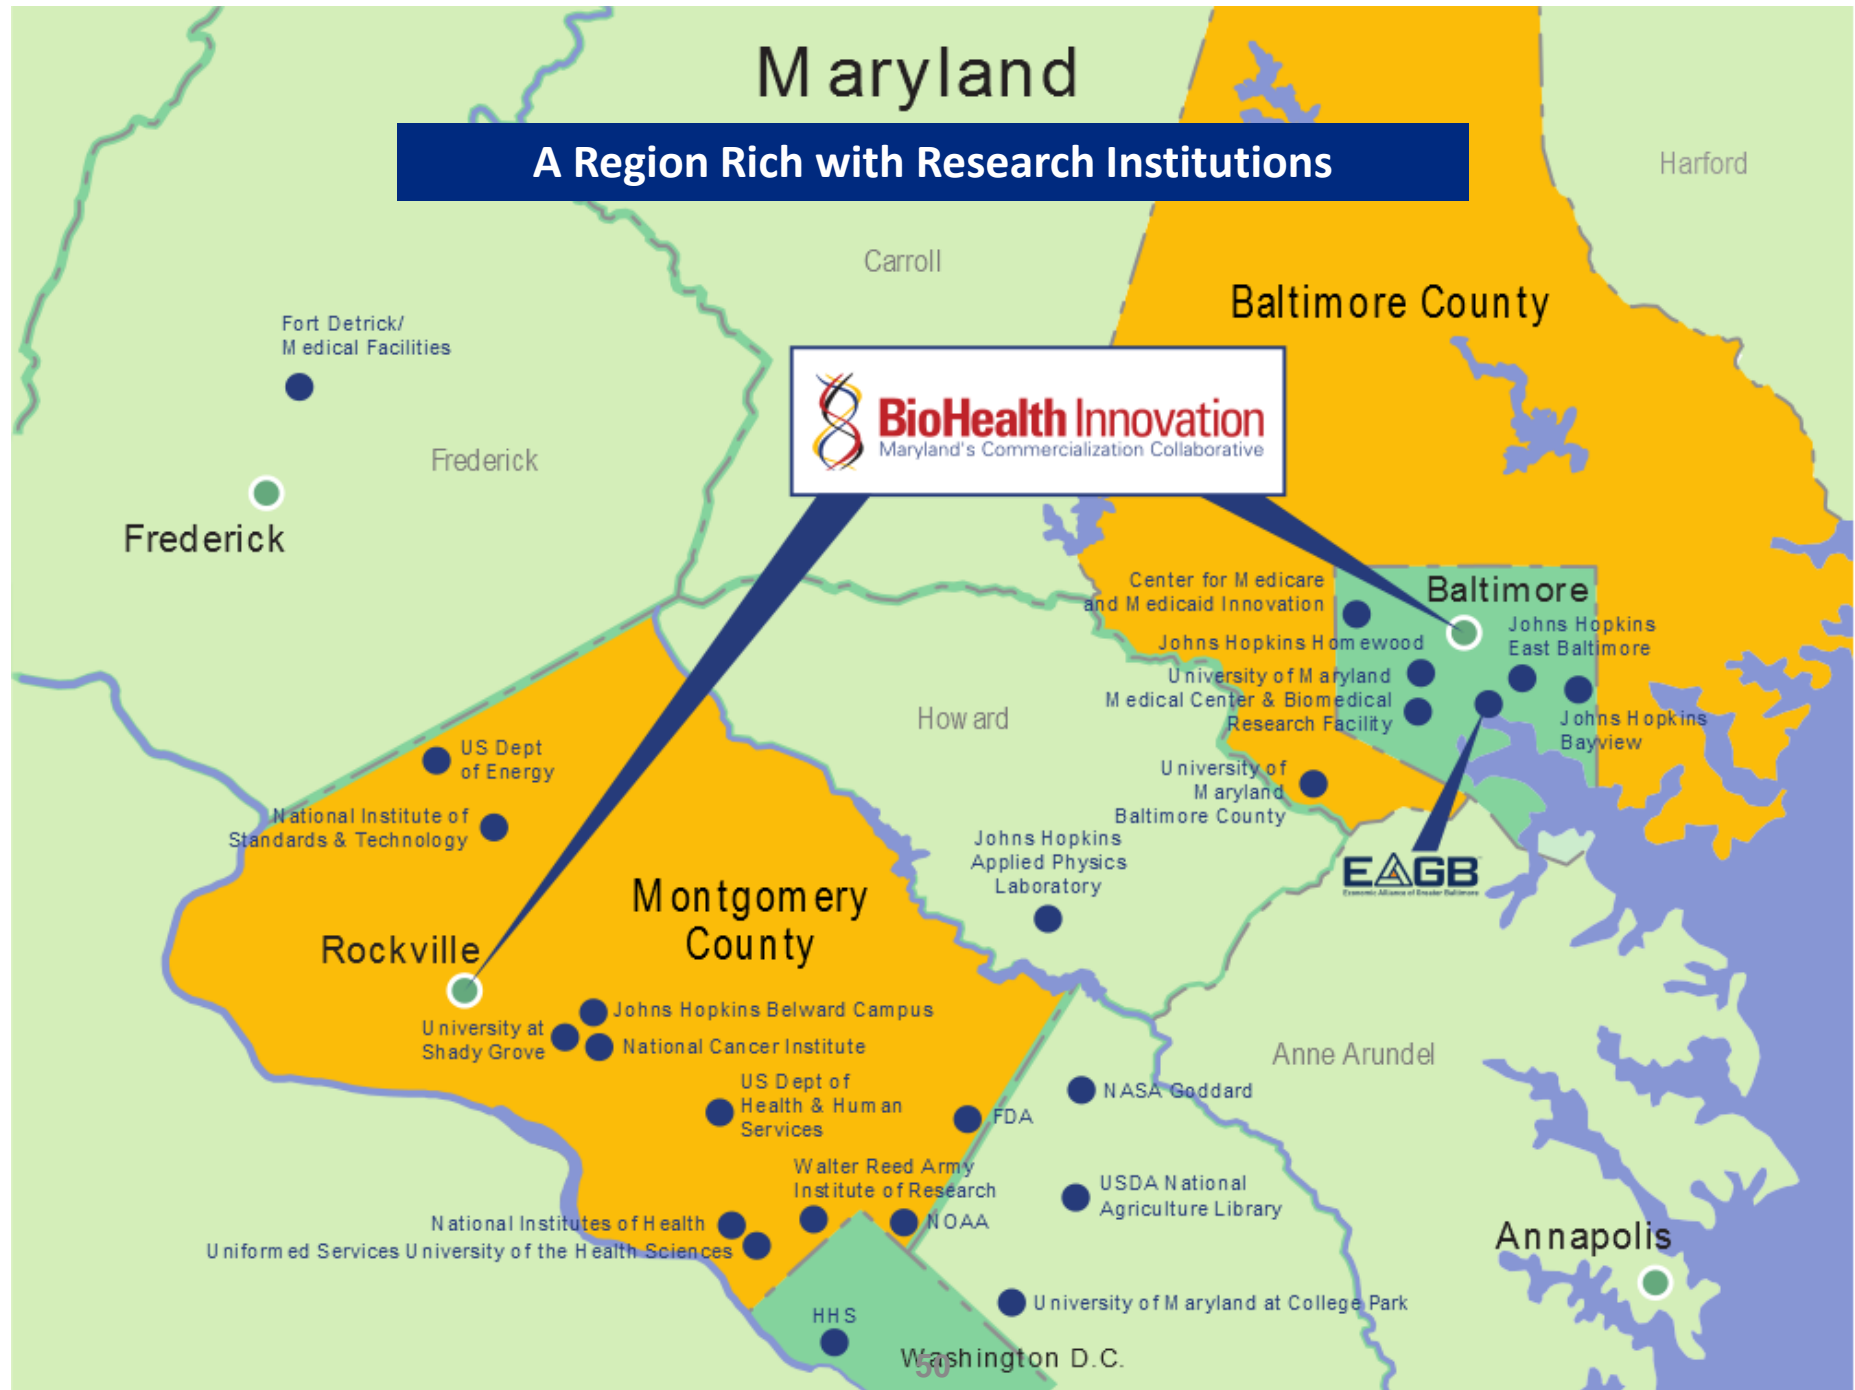 Maryland
A Region Rich with Research Institutions
Harford
Carroll
Baltimore County
Fort Detrick/
Medical Facilities
BioHealth Innovation
Maryland's Commercialization Collaborative
Frederick
Frederick
Center for Medicare
and Medicaid Innovation
Baltimore
Johns Hopkins Homewood
Johns Hopkins
East Baltimore
University of Maryland
Medical Center & Biomedical
Research Facility
Johns Hopkins
Bayview
Howard
US Dept
of Energy
University of
Maryland
Baltimore County
National Institute of
Standards & Technology
Johns Hopkins
Applied Physics
Laboratory
EAGB
Economic Alliance of Greater Baltimore
Montgomery
County
Rockville
Johns Hopkins Belward Campus
University at
Shady Grove
National Cancer Institute
Anne Arundel
US Dept of
Health & Human
Services
NASA Goddard
FDA
Walter Reed Army
Institute of Research
USDA National
Agriculture Library
National Institutes of Health
NOAA
Uniformed Services University of the Health Sciences
Annapolis
University of Maryland at College Park
HHS
Washington D.C.
50